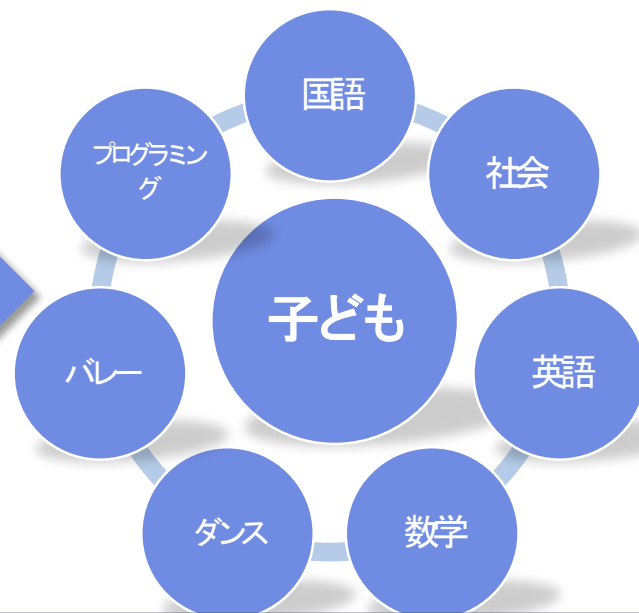 国語
社会
英語
数学
ダンス
バレー
プログラミン
グ
子ども